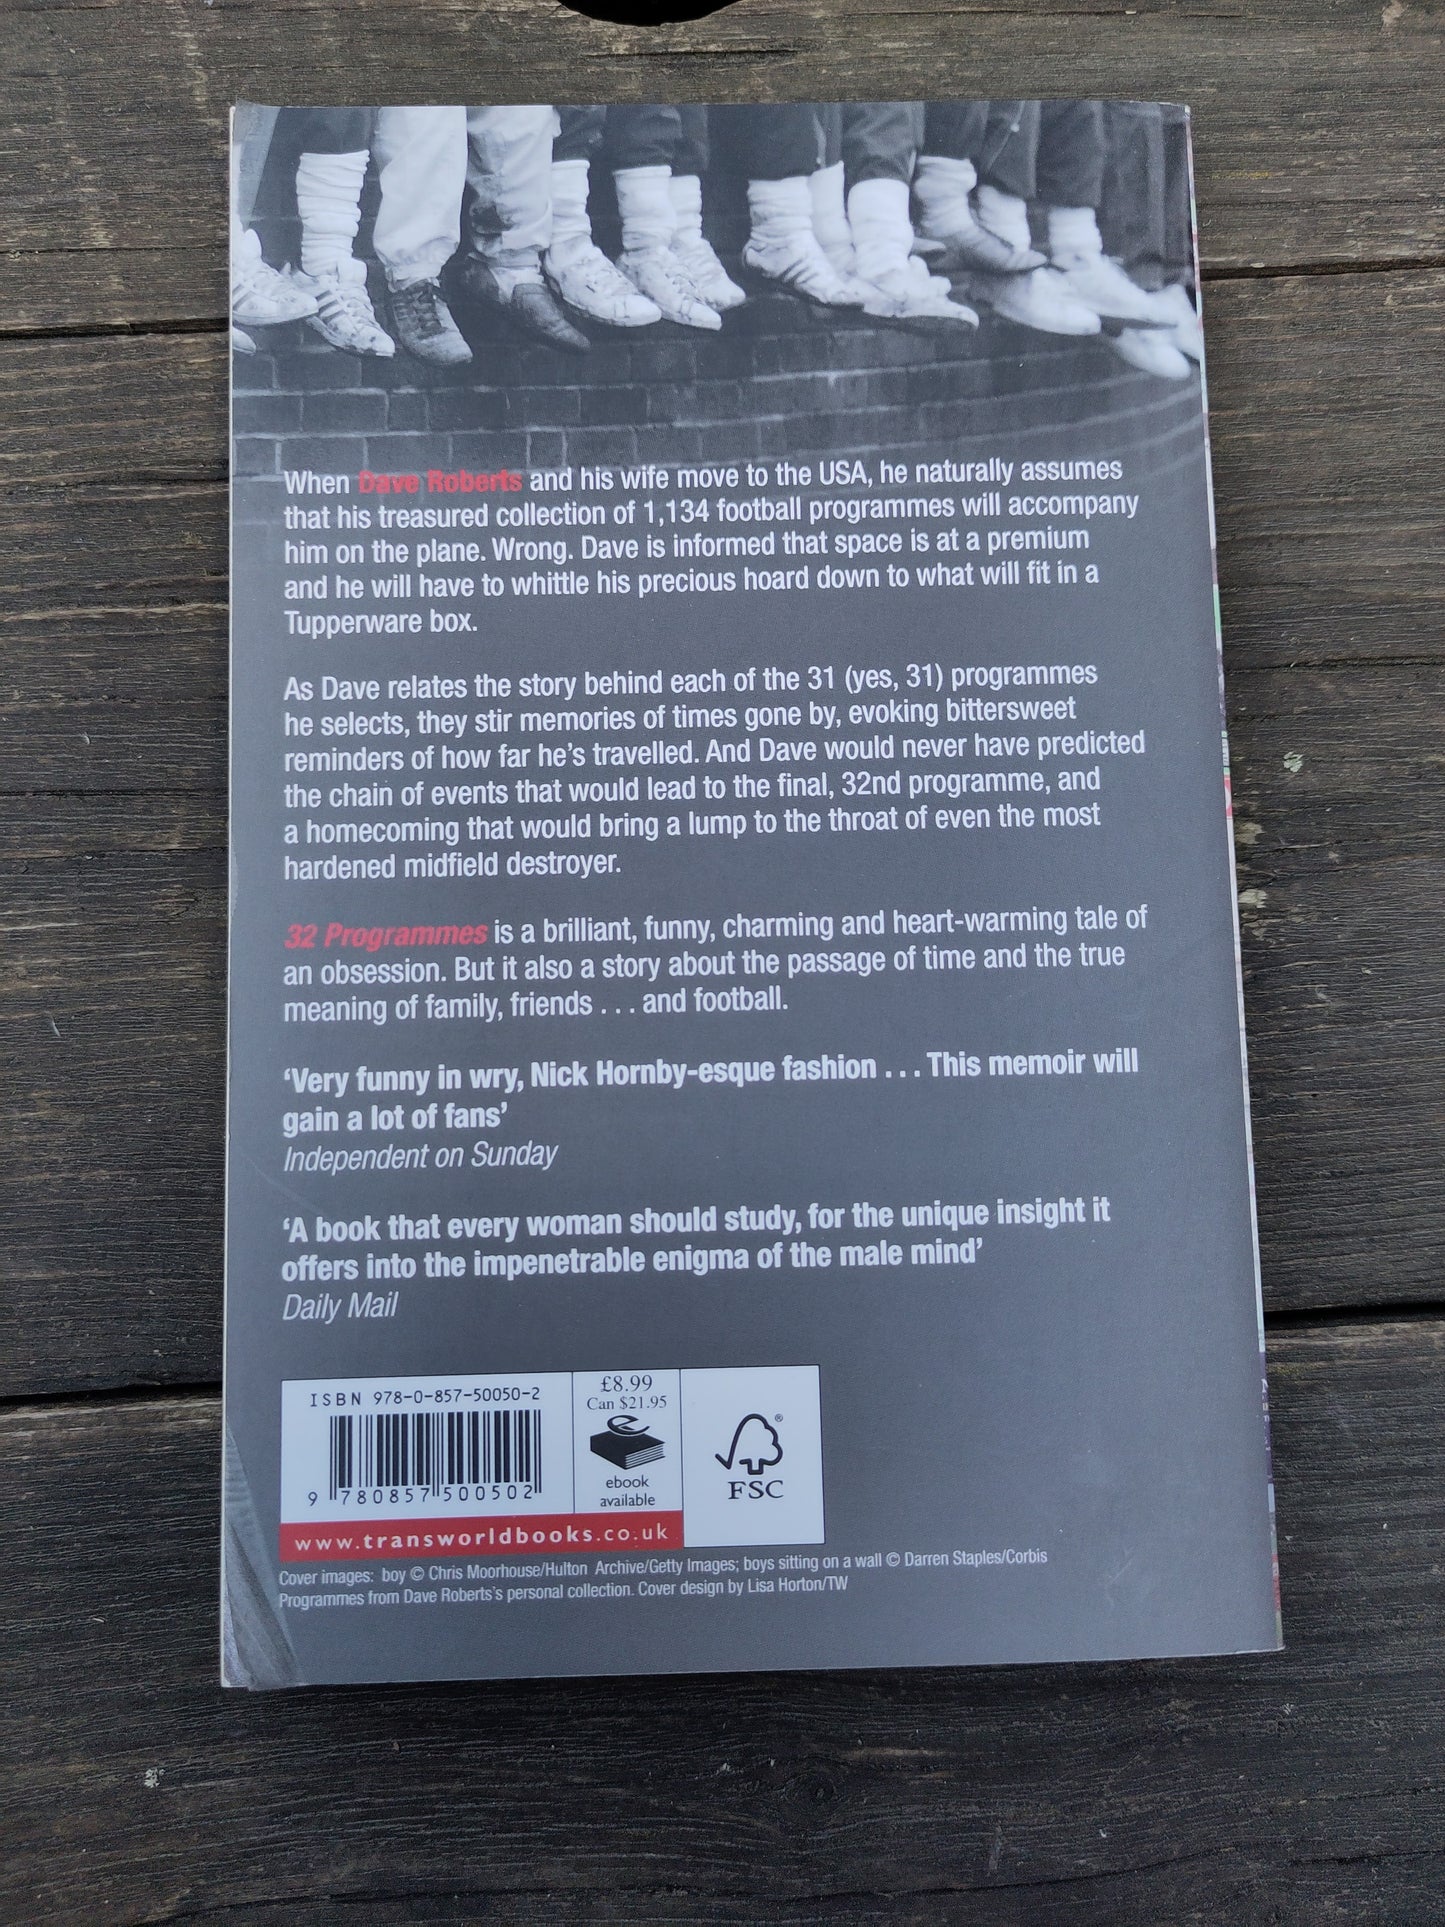 When Dave Roberts and his wife move to the USA, he naturally assumes
that his treasured collection of 1,134 football programmes will accompany
him on the plane. Wrong. Dave is informed that space is at a premium
and he will have to whittle his precious hoard down to what will fit in a
Tupperware box.
As Dave relates the story behind each of the 31 (yes, 31) programmes
he selects, they stir memories of times gone by, evoking bittersweet
reminders of how far he's travelled. And Dave would never have predicted
the chain of events that would lead to the final, 32nd programme, and
a homecoming that would bring a lump to the throat of even the most
hardened midfield destroyer.
32 Programmes is a brilliant, funny, charming and heart-warming tale of
an obsession. But it also a story about the passage of time and the true
meaning of family, friends . . . and football.
‘Very funny in wry, Nick Hornby-esque fashion . . . This memoir will
gain a lot of fans’
Independent on Sunday
‘A book that every woman should study, for the unique insight it
offers into the impenetrable enigma of the male mind’
Daily Mail
ISBN 978-0-857-50050-2
9 780857 500502
£8.99
Can $21.95
e
ebook
available
®
FSC
www.transworldbooks.co.uk
Cover images: boy © Chris Moorhouse/Hulton Archive/Getty Images; boys sitting on a wall © Darren Staples/Corbis
Programmes from Dave Roberts's personal collection. Cover design by Lisa Horton/TW